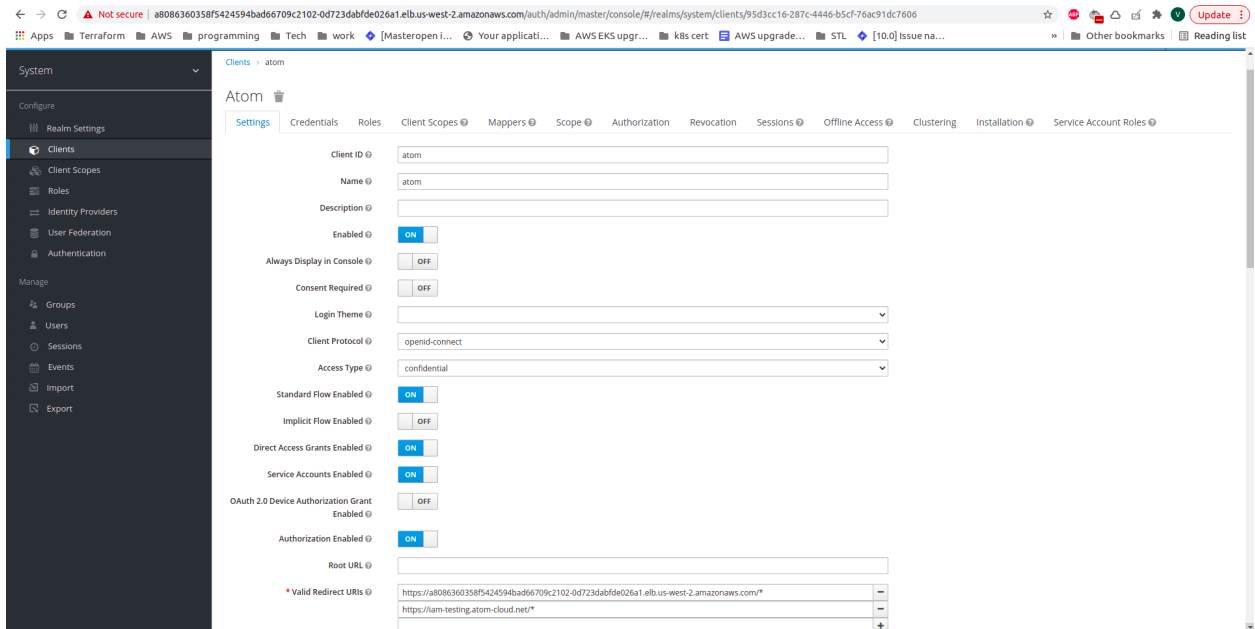 Not secure | a8086360358f5424594bad66709c2102-0d723dabfde026a1.elb.us-west-2.amazonaws.com/auth/admin/master/console/#/realms/system/clients/95d3cc16-287c-4446-b5cf-76ac91dc7606 ABP V Update
Apps Terraform AWS programming Tech work [Masteropen i... Your applicati... AWS EKS upgr... k8s cert AWS upgrade... STL [10.0] Issue na... » Other bookmarks Reading list
System
Configure
Realm Settings
Clients
Client Scopes
Roles
Identity Providers
User Federation
Authentication
Manage
Groups
Users
Sessions
Events
Import
Export
Clients > atom
Atom
Settings Credentials Roles Client Scopes Mappers Scope Authorization Revocation Sessions Offline Access Clustering Installation Service Account Roles
Client ID atom
Name atom
Description
Enabled ON
Always Display in Console OFF
Consent Required OFF
Login Theme
Client Protocol openid-connect
Access Type confidential
Standard Flow Enabled ON
Implicit Flow Enabled OFF
Direct Access Grants Enabled ON
Service Accounts Enabled ON
OAuth 2.0 Device Authorization Grant OFF
Enabled
Authorization Enabled ON
Root URL
* Valid Redirect URIs https://a8086360358f5424594bad66709c2102-0d723dabfde026a1.elb.us-west-2.amazonaws.com/*
https://iam-testing.atom-cloud.net/*